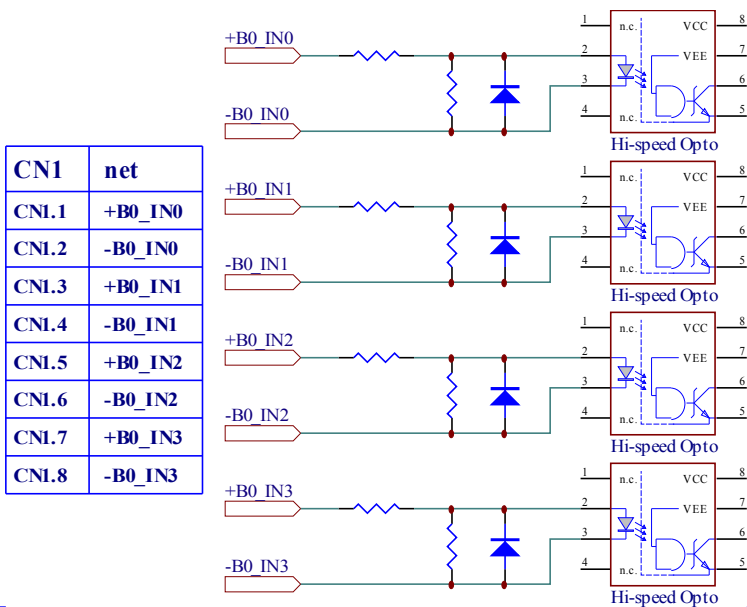 CN1 net
CN1.1 +B0_IN0
CN1.2 -B0_IN0
CN1.3 +B0_IN1
CN1.4 -B0_IN1
CN1.5 +B0_IN2
CN1.6 -B0_IN2
CN1.7 +B0_IN3
CN1.8 -B0_IN3
+B0_IN0
-B0_IN0
1 n.c. VCC 8
2 VEE 7
3 6
4 n.c. 5
Hi-speed Opto
+B0_IN1
-B0_IN1
1 n.c. VCC 8
2 VEE 7
3 6
4 n.c. 5
Hi-speed Opto
+B0_IN2
-B0_IN2
1 n.c. VCC 8
2 VEE 7
3 6
4 n.c. 5
Hi-speed Opto
+B0_IN3
-B0_IN3
1 n.c. VCC 8
2 VEE 7
3 6
4 n.c. 5
Hi-speed Opto